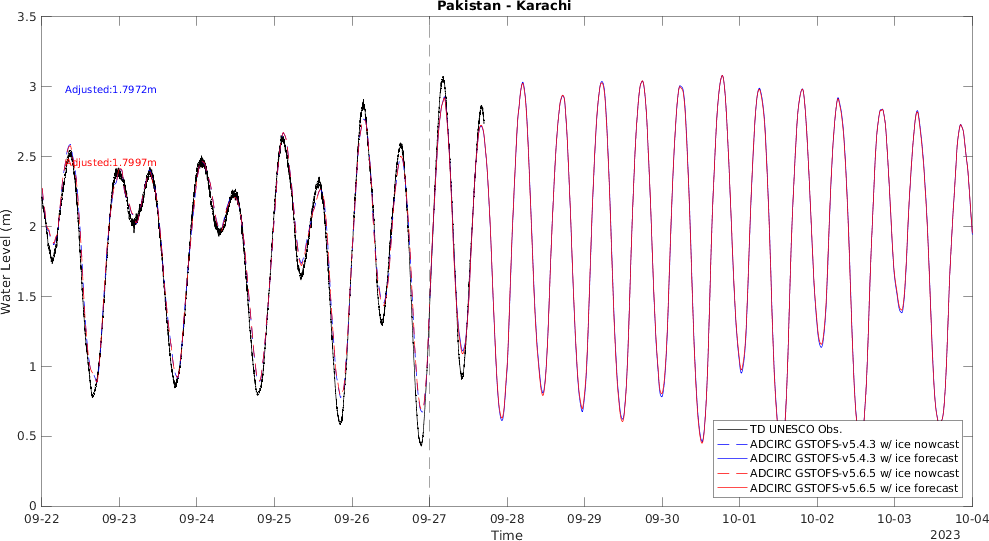 Pakistan - Karachi
3.5
3
2.5
2
1.5
1
0.5
0
Water Level (m)
Adjusted:1.7972m
Adjusted:1.7997m
TD UNESCO Obs.
ADCIRC GSTOFS-v5.4.3 w/ ice nowcast
ADCIRC GSTOFS-v5.4.3 w/ ice forecast
ADCIRC GSTOFS-v5.6.5 w/ ice nowcast
ADCIRC GSTOFS-v5.6.5 w/ ice forecast
09-22 09-23 09-24 09-25 09-26 09-27 09-28 09-29 09-30 10-01 10-02 10-03 10-04
Time
2023